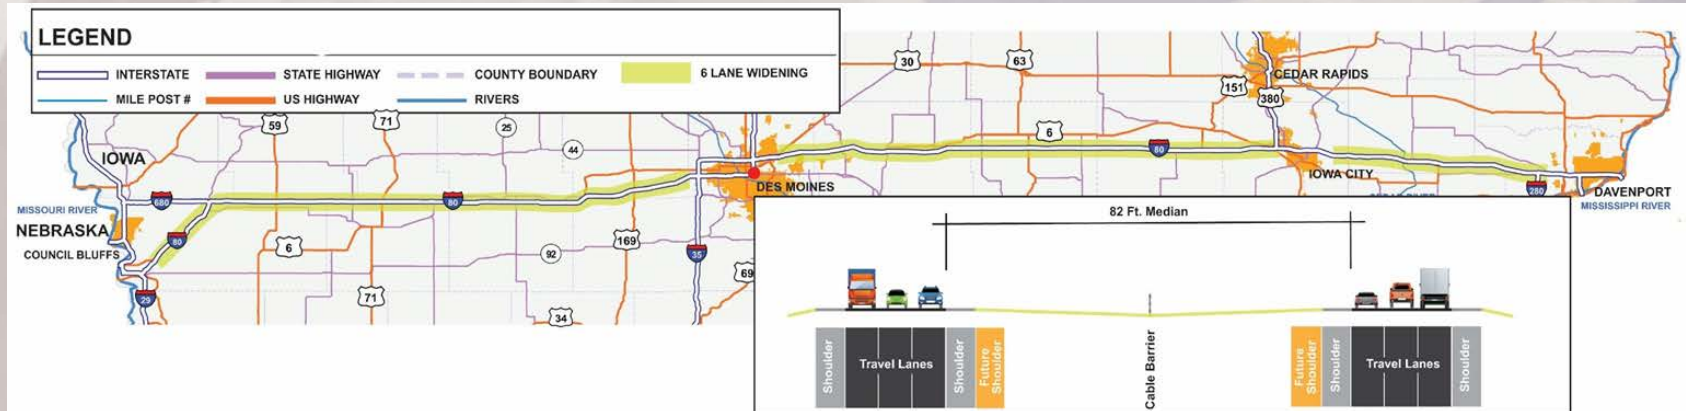 LEGEND
INTERSTATE
STATE HIGHWAY
COUNTY BOUNDARY
6 LANE WIDENING
MILE POST #
US HIGHWAY
RIVERS
30
63
151
CEDAR RAPIDS
380
59
71
25
44
6
80
IOWA
DES MOINES
IOWA CITY
280
DAVENPORT
MISSISSIPPI RIVER
680
80
MISSOURI RIVER
NEBRASKA
COUNCIL BLUFFS
80
6
92
169
35
69
29
71
34
82 Ft. Median
Shoulder
Travel Lanes
Shoulder
Future
Shoulder
Cable Barrier
Future
Shoulder
Shoulder
Travel Lanes
Shoulder